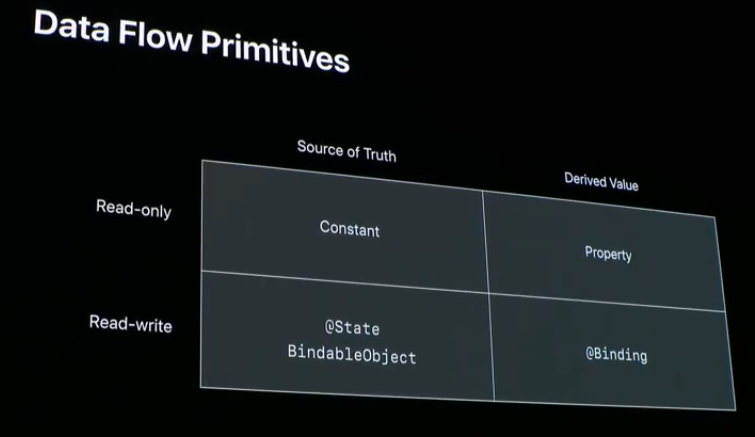 Data Flow Primitives
Source of Truth
Derived Value
Read-only
Constant
Property
Read-write
@State
BindableObject
@Binding